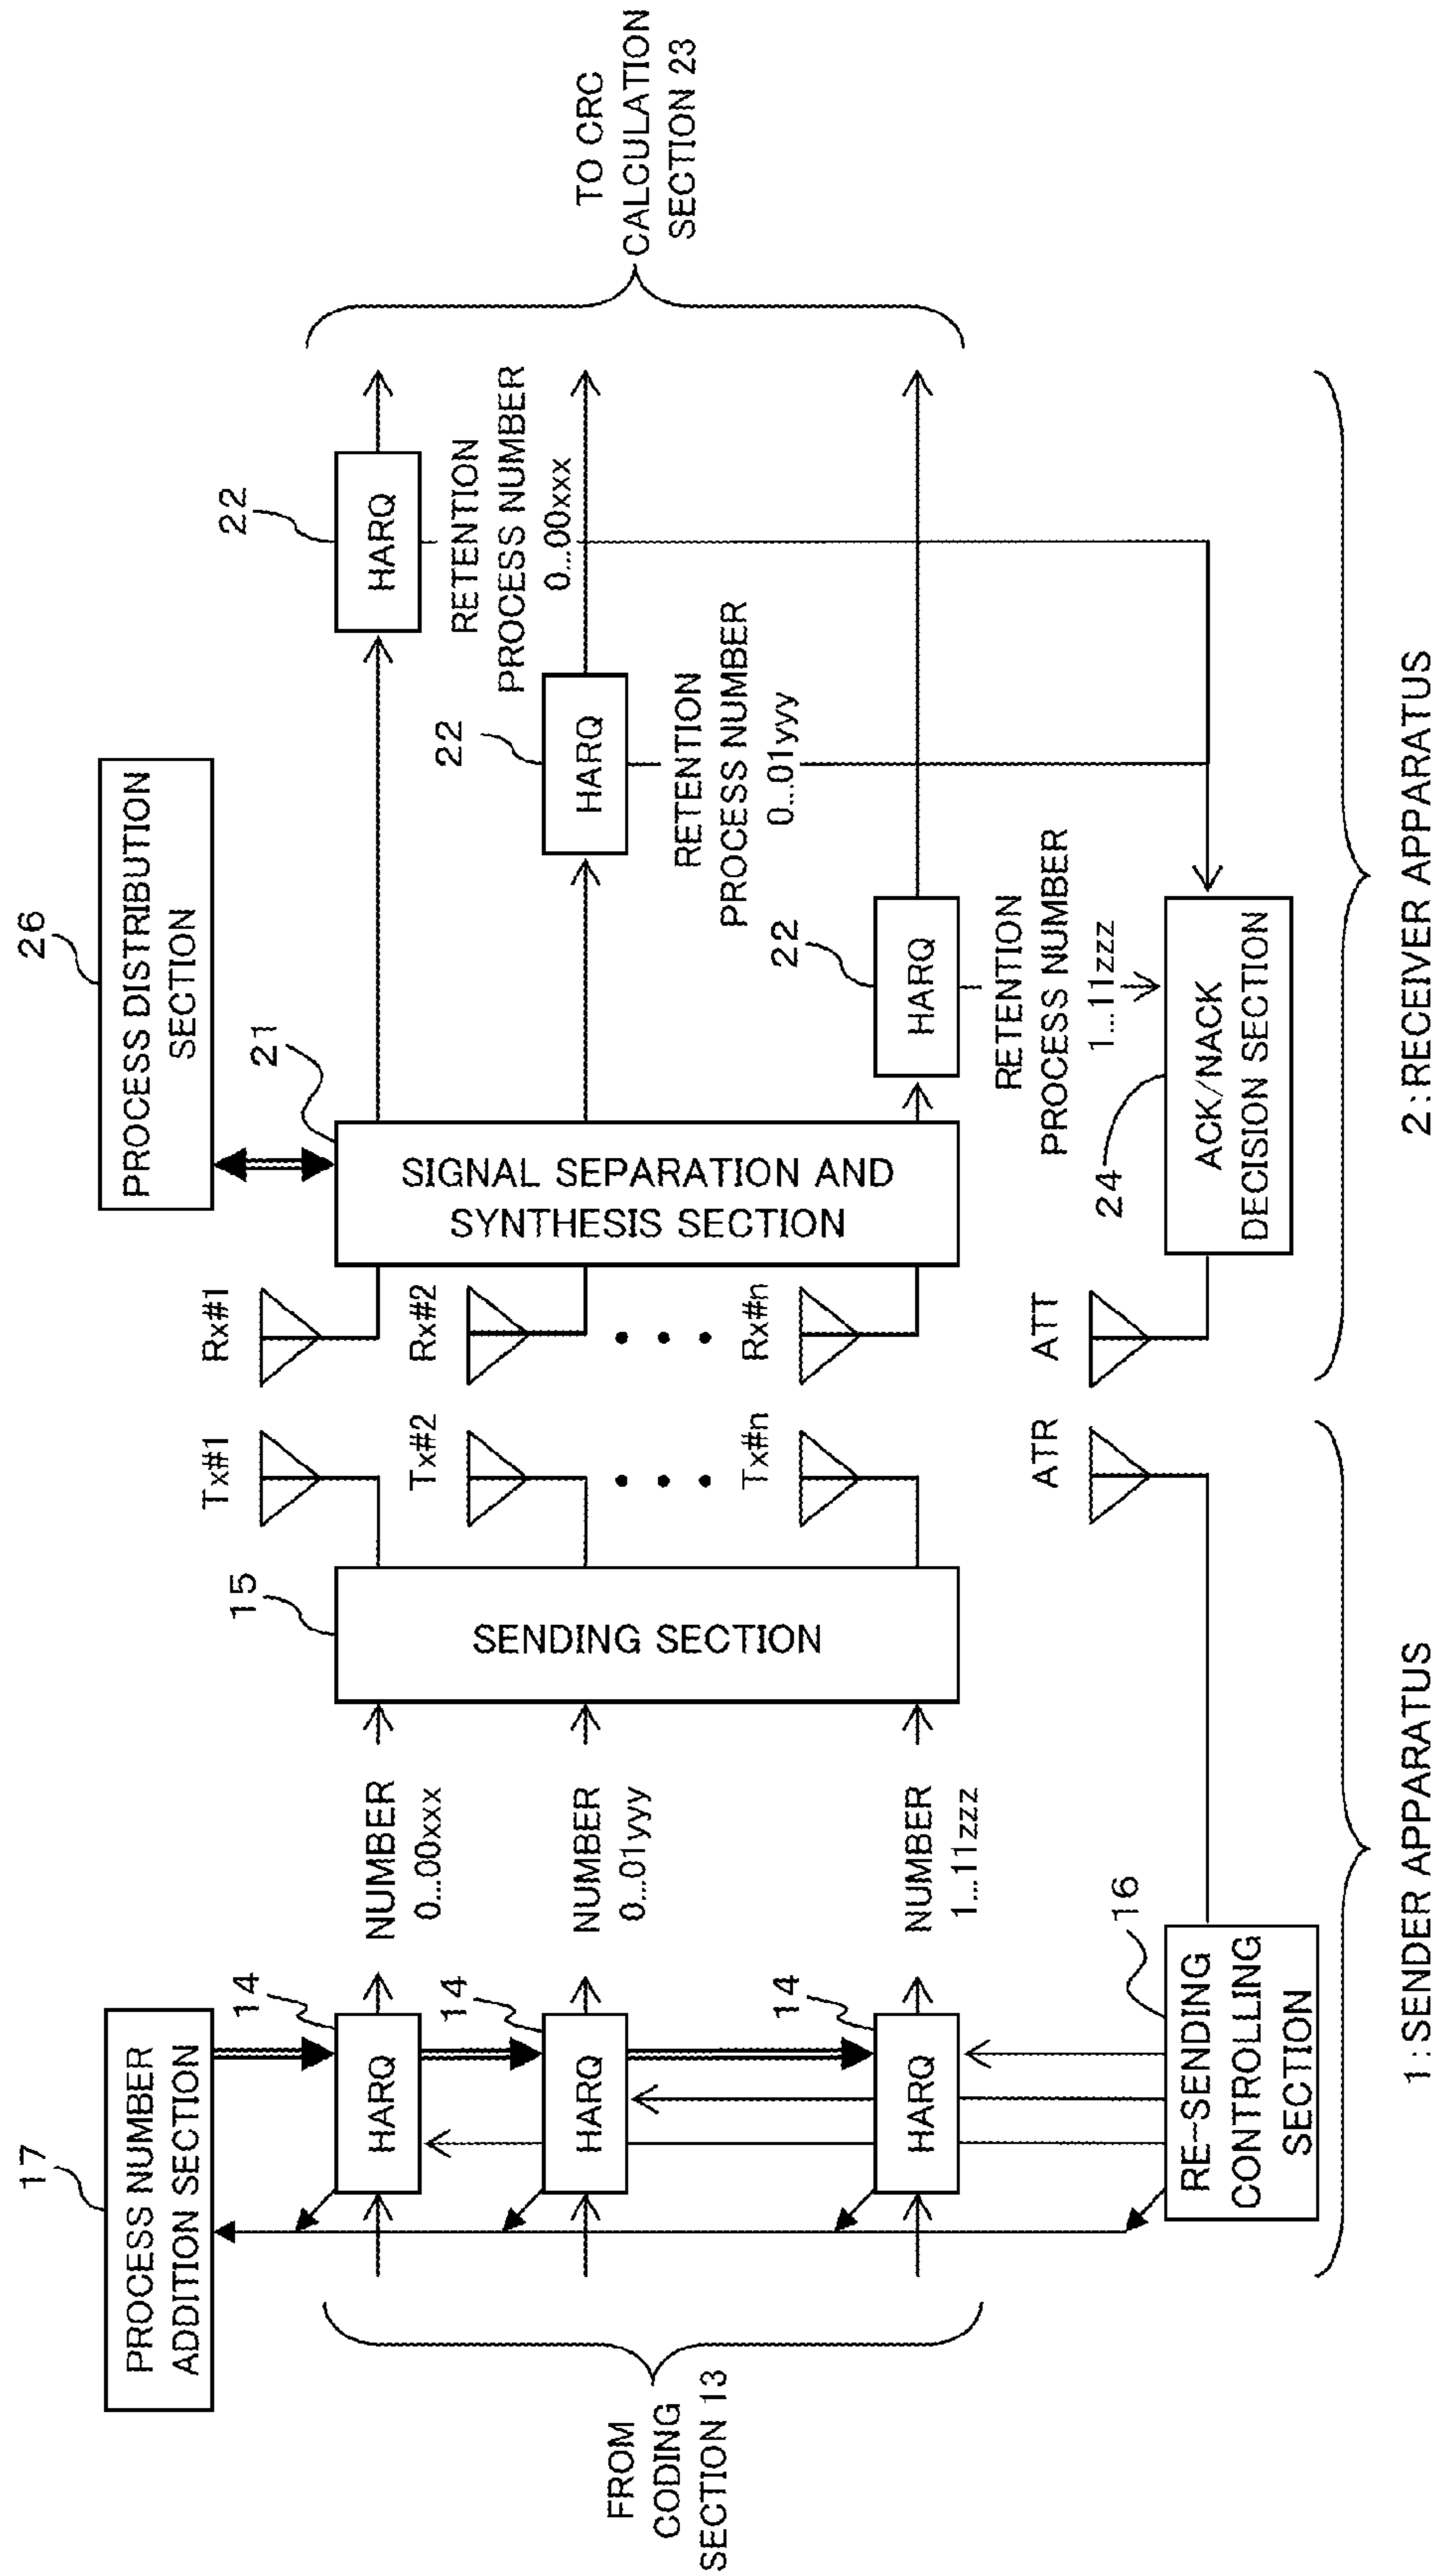 17
PROCESS NUMBER
ADDITION SECTION
FROM
CODING
SECTION 13
14
HARQ
14
HARQ
14
HARQ
NUMBER
0...00xxx
NUMBER
0...01yyy
NUMBER
1...11zzz
16
RE-SENDING
CONTROLLING
SECTION
15
SENDING SECTION
Tx#1
Tx#2
Tx#n
ATR
1:SENDER APPARATUS
Rx#1
Rx#2
Rx#n
ATT
26
PROCESS DISTRIBUTION
SECTION
21
SIGNAL SEPARATION AND
SYNTHESIS SECTION
22
HARQ
RETENTION
PROCESS NUMBER
0...00xxx
22
HARQ
RETENTION
PROCESS NUMBER
0...01yyy
22
HARQ
RETENTION
PROCESS NUMBER
1...11zzz
24
ACK/NACK
DECISION SECTION
TO CRC
CALCULATION
SECTION 23
2:RECEIVER APPARATUS